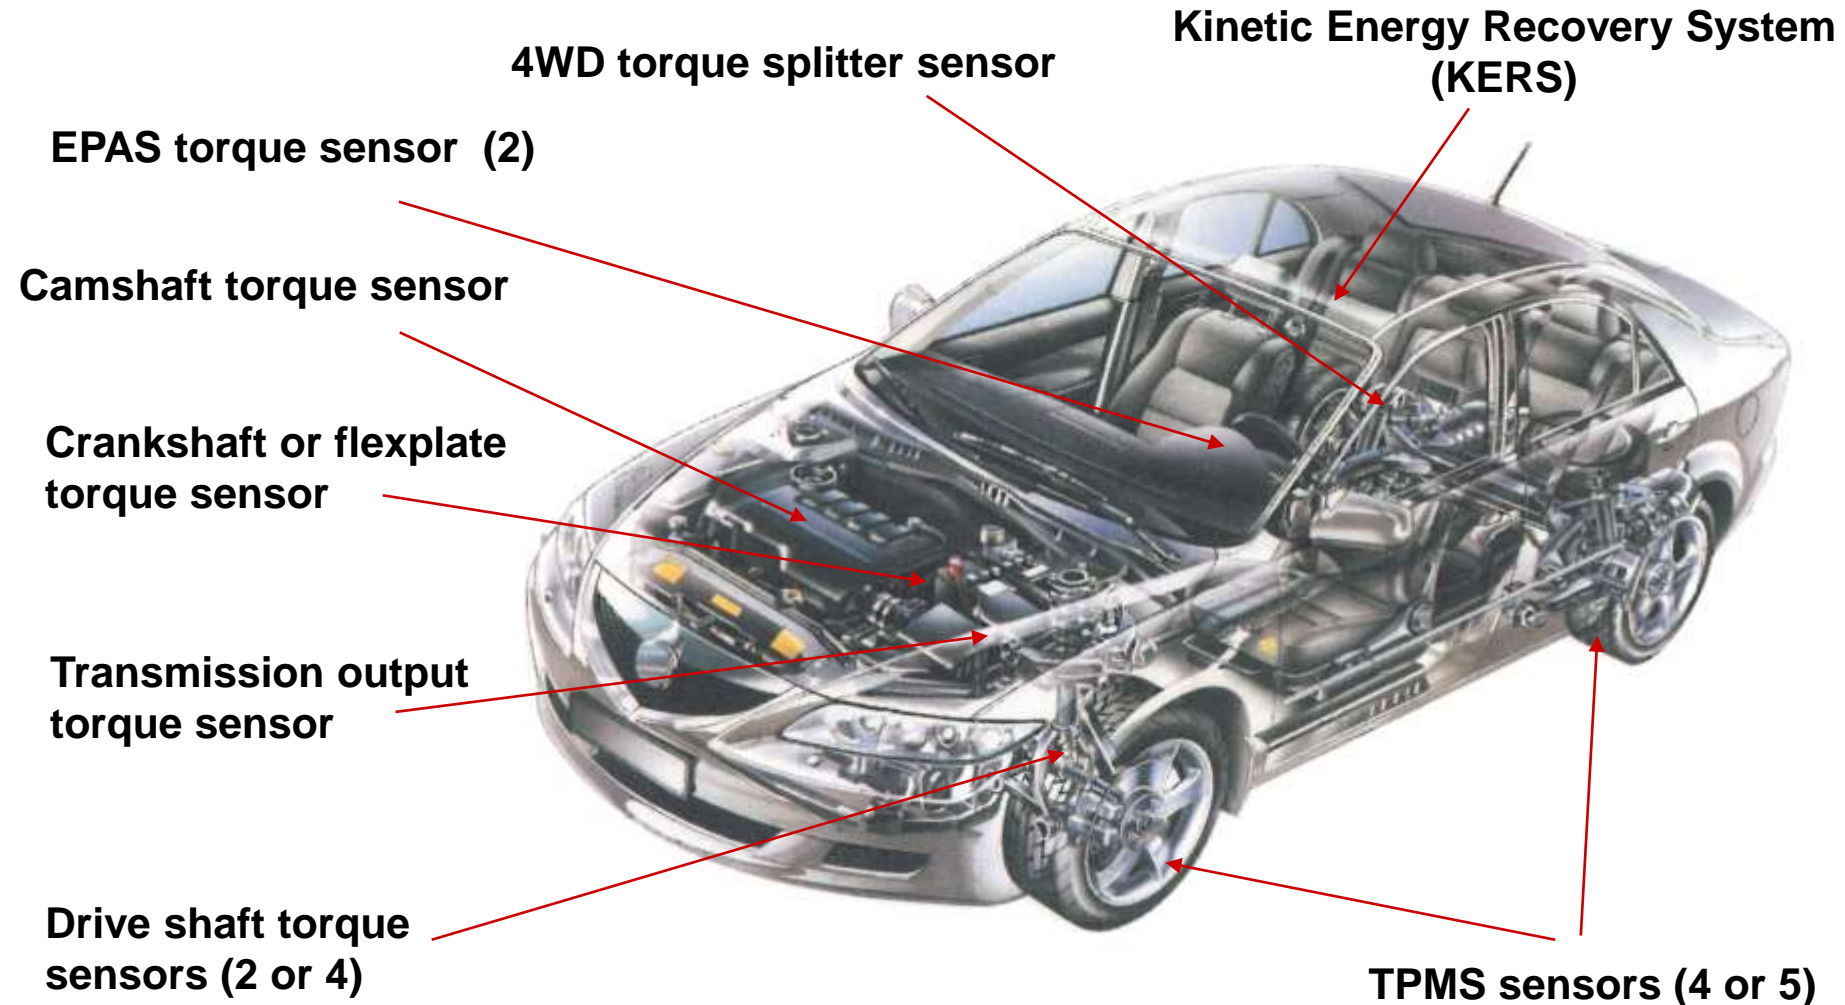 Kinetic Energy Recovery System
(KERS)
4WD torque splitter sensor
EPAS torque sensor (2)
Camshaft torque sensor
Crankshaft or flexplate
torque sensor
Transmission output
torque sensor
Drive shaft torque
sensors (2 or 4)
TPMS sensors (4 or 5)